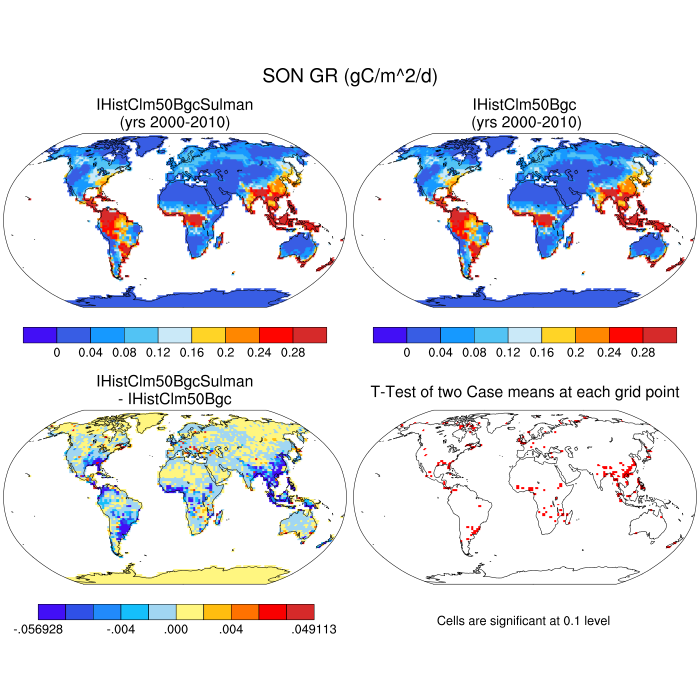 SON GR (gC/m^2/d)
IHistClm50BgcSulman
(yrs 2000-2010)
IHistClm50Bgc
(yrs 2000-2010)
0 0.04 0.08 0.12 0.16 0.2 0.24 0.28
0 0.04 0.08 0.12 0.16 0.2 0.24 0.28
IHistClm50BgcSulman
- IHistClm50Bgc
T-Test of two Case means at each grid point
-.056928 -.004 .000 .004 .049113
Cells are significant at 0.1 level